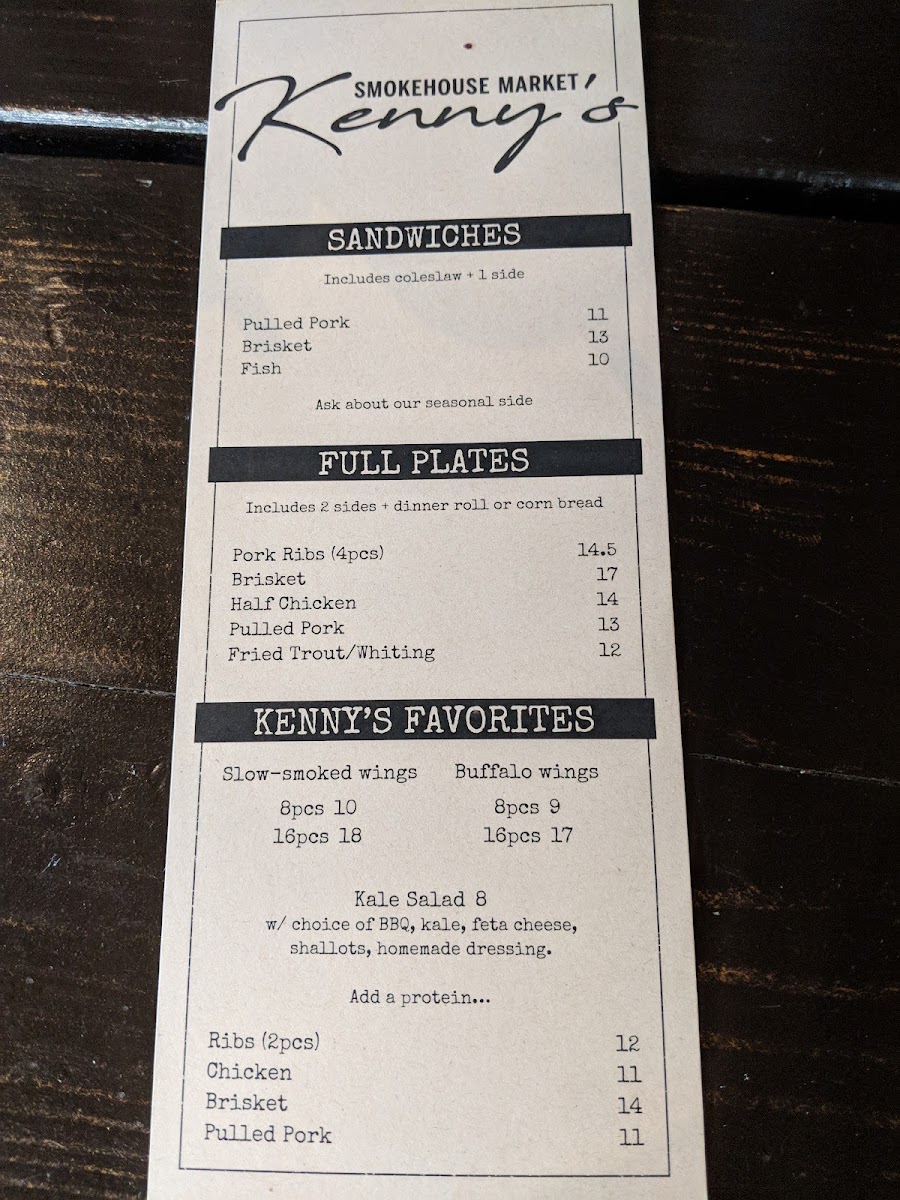 SMOKEHOUSE MARKET
Kenny's
SANDWICHES
Includes coleslaw + 1 side
Pulled Pork 11
Brisket 13
Fish 10
Ask about our seasonal side
FULL PLATES
Includes 2 sides + dinner roll or corn bread
Pork Ribs (4pcs) 14.5
Brisket 17
Half Chicken 14
Pulled Pork 13
Fried Trout/Whiting 12
KENNY'S FAVORITES
Slow-smoked wings Buffalo wings
8pcs 10 8pcs 9
16pcs 18 16pcs 17
Kale Salad 8
w/ choice of BBQ, kale, feta cheese,
shallots, homemade dressing.
Add a protein...
Ribs (2pcs) 12
Chicken 11
Brisket 14
Pulled Pork 11